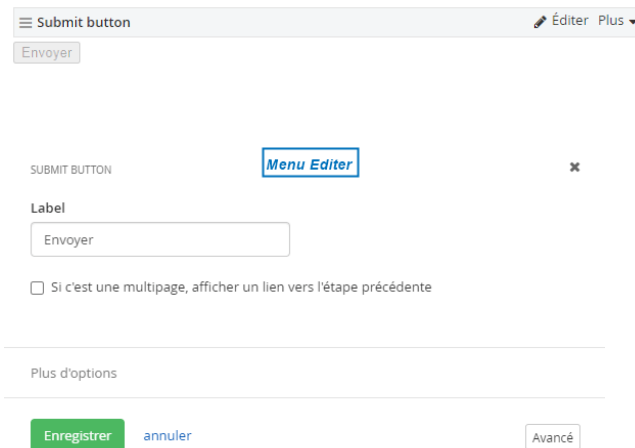 Submit button
Éditer Plus
Envoyer
Menu Editer
SUBMIT BUTTON
Label
Envoyer
Si c'est une multipage, afficher un lien vers l'étape précédente
Plus d'options
Enregistrer annuler Avancé